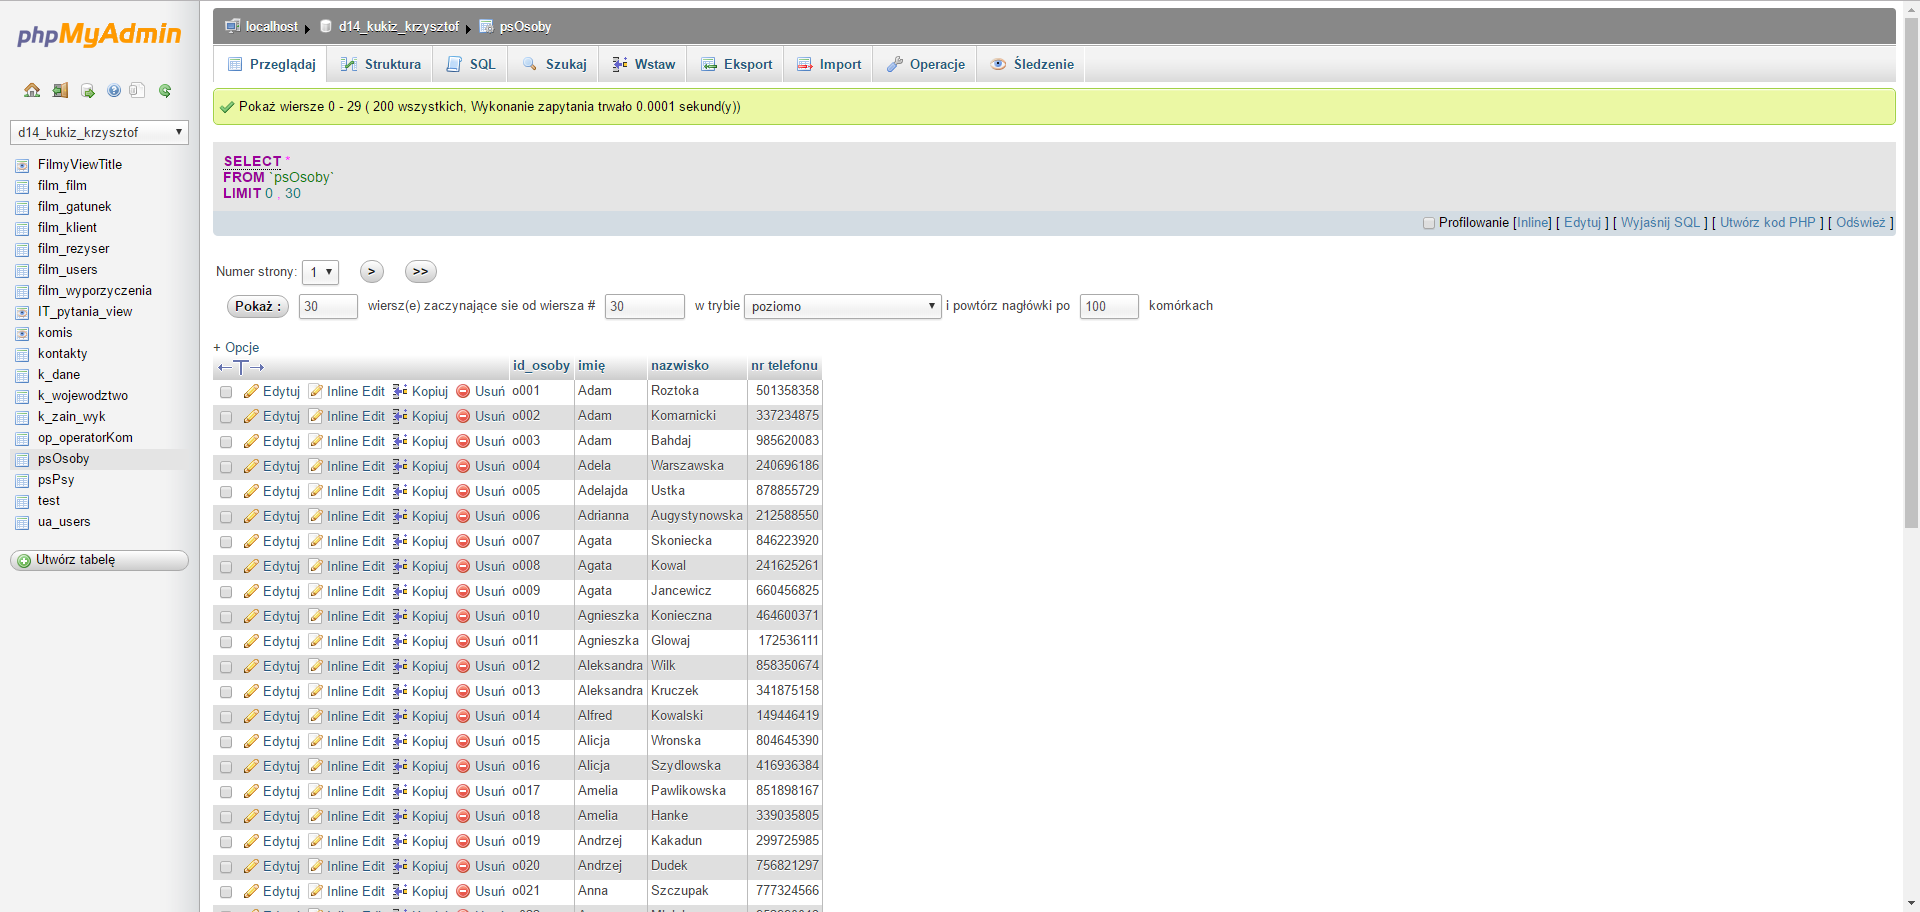 phpMyAdmin
d14_kukiz_krzysztof
FilmyViewTitle
film_film
film_gatunek
film_klient
film_rezyser
film_users
film_wyporzyczenia
IT_pytania_view
komis
kontakty
k_dane
k_wojewodztwo
k_zain_wyk
op_operatorKom
psOsoby
psPsy
test
ua_users
Utwórz tabelę
localhost d14_kukiz_krzysztof psOsoby
Przeglądaj Struktura SQL Szukaj Wstaw Eksport Import Operacje Śledzenie
Pokaż wiersze 0 - 29 ( 200 wszystkich, Wykonanie zapytania trwało 0.0001 sekund(y))
SELECT *
FROM `psOsoby`
LIMIT 0 , 30
Profilowanie [Inline] [ Edytuj ] [ Wyjaśnij SQL ] [ Utwórz kod PHP ] [ Odśwież ]
Numer strony: 1 > >>
Pokaż : 30 wiersz(e) zaczynające sie od wiersza # 30 w trybie poziomo i powtórz nagłówki po 100 komórkach
+ Opcje
←T→ id_osoby imię nazwisko nr telefonu
Edytuj Inline Edit Kopiuj Usuń o001 Adam Roztoka 501358358
Edytuj Inline Edit Kopiuj Usuń o002 Adam Komarnicki 337234875
Edytuj Inline Edit Kopiuj Usuń o003 Adam Bahdaj 985620083
Edytuj Inline Edit Kopiuj Usuń o004 Adela Warszawska 240696186
Edytuj Inline Edit Kopiuj Usuń o005 Adelajda Ustka 878855729
Edytuj Inline Edit Kopiuj Usuń o006 Adrianna Augustynowska 212588550
Edytuj Inline Edit Kopiuj Usuń o007 Agata Skoniecka 846223920
Edytuj Inline Edit Kopiuj Usuń o008 Agata Kowal 241625261
Edytuj Inline Edit Kopiuj Usuń o009 Agata Jancewicz 660456825
Edytuj Inline Edit Kopiuj Usuń o010 Agnieszka Konieczna 464600371
Edytuj Inline Edit Kopiuj Usuń o011 Agnieszka Glowaj 172536111
Edytuj Inline Edit Kopiuj Usuń o012 Aleksandra Wilk 858350674
Edytuj Inline Edit Kopiuj Usuń o013 Aleksandra Kruczek 341875158
Edytuj Inline Edit Kopiuj Usuń o014 Alfred Kowalski 149446419
Edytuj Inline Edit Kopiuj Usuń o015 Alicja Wronska 804645390
Edytuj Inline Edit Kopiuj Usuń o016 Alicja Szydlowska 416936384
Edytuj Inline Edit Kopiuj Usuń o017 Amelia Pawlikowska 851898167
Edytuj Inline Edit Kopiuj Usuń o018 Amelia Hanke 339035805
Edytuj Inline Edit Kopiuj Usuń o019 Andrzej Kakadun 299725985
Edytuj Inline Edit Kopiuj Usuń o020 Andrzej Dudek 756821297
Edytuj Inline Edit Kopiuj Usuń o021 Anna Szczupak 777324566